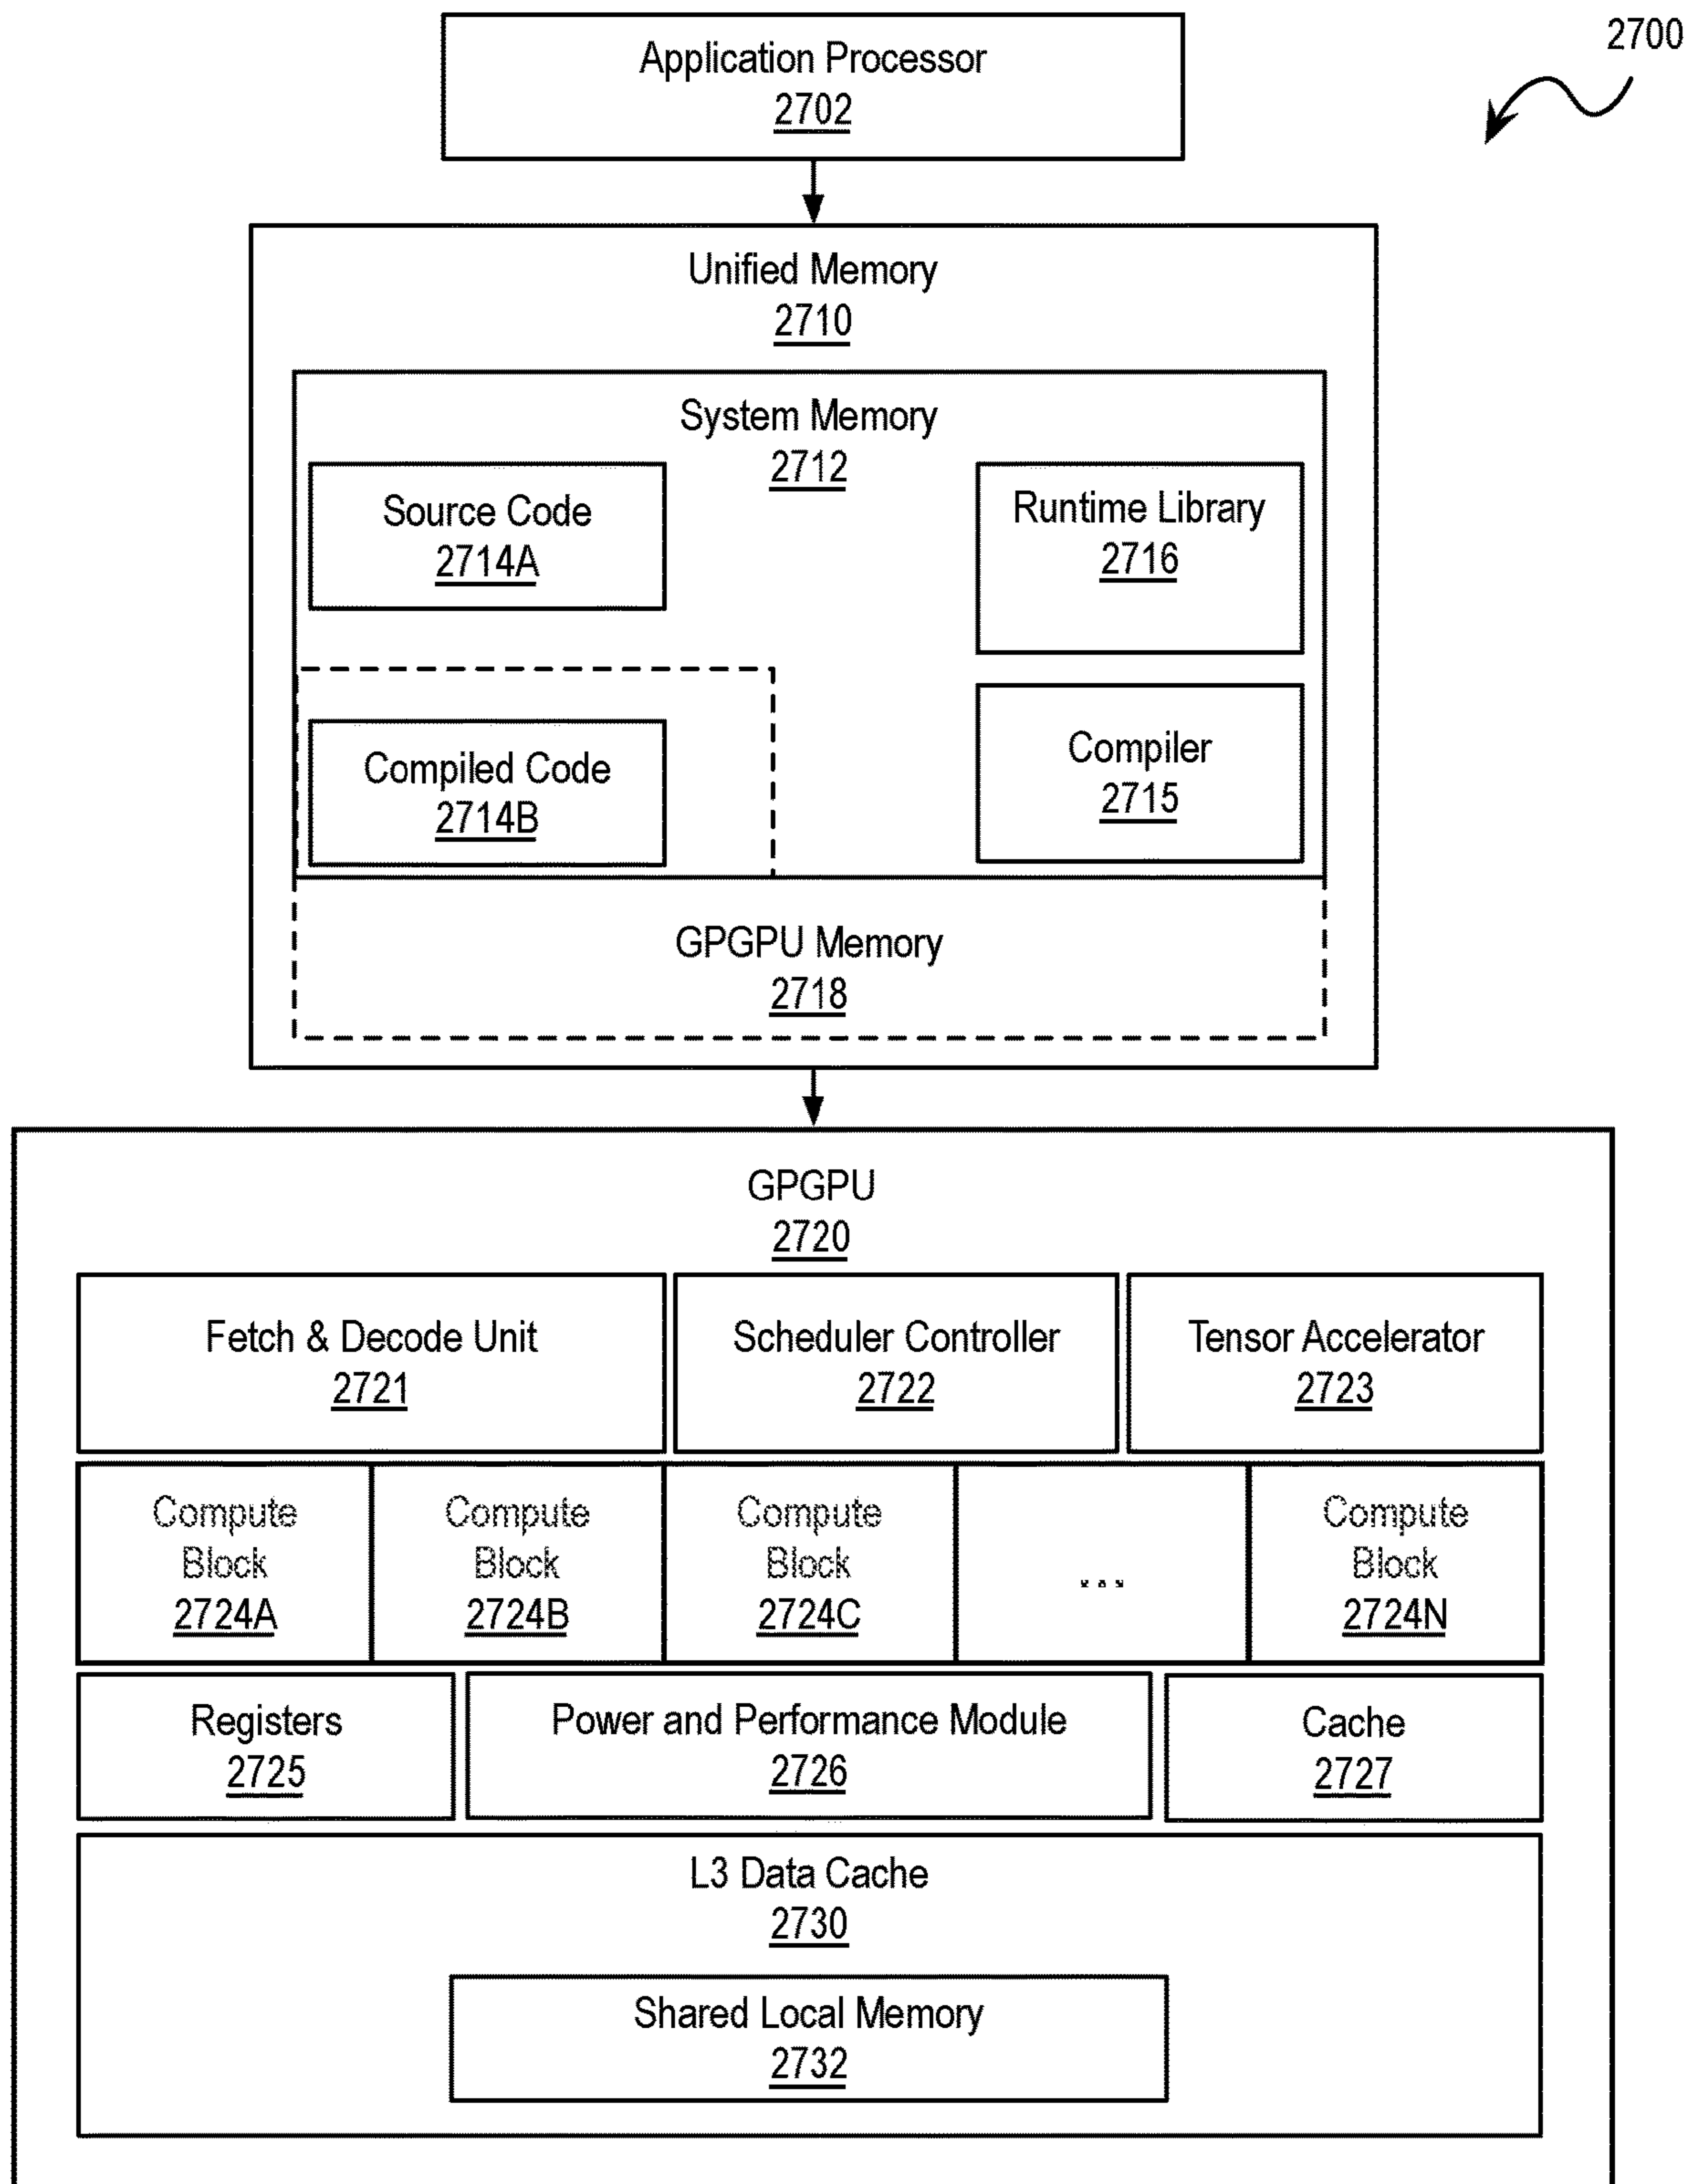 2700
Application Processor
2702
Unified Memory
2710
System Memory
2712
Source Code
2714A
Runtime Library
2716
Compiled Code
2714B
Compiler
2715
GPGPU Memory
2718
GPGPU
2720
Fetch & Decode Unit
2721
Scheduler Controller
2722
Tensor Accelerator
2723
Compute
Block
2724A
Compute
Block
2724B
Compute
Block
2724C
...
Compute
Block
2724N
Registers
2725
Power and Performance Module
2726
Cache
2727
L3 Data Cache
2730
Shared Local Memory
2732